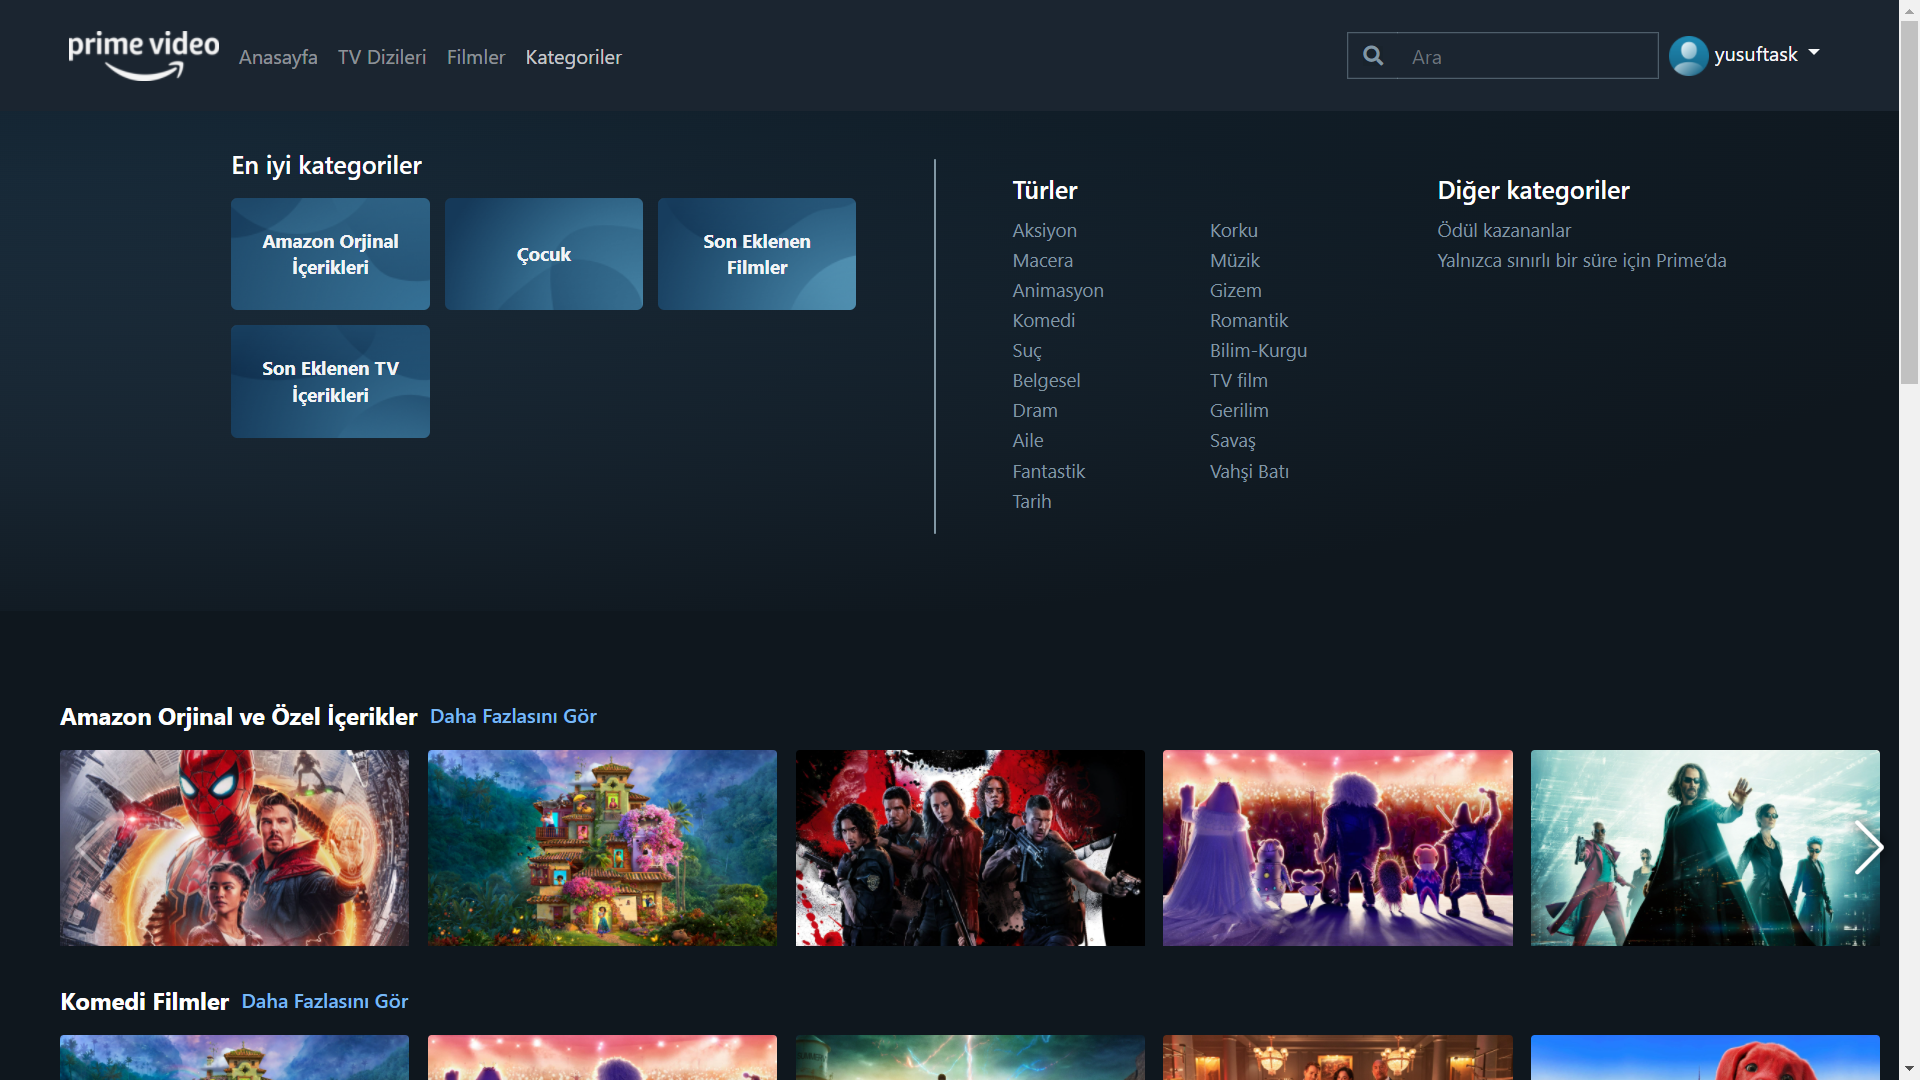 prime video
Anasayfa
TV Dizileri
Filmler
Kategoriler
Ara
yusuftask
En iyi kategoriler
Amazon Orjinal
İçerikleri
Çocuk
Son Eklenen
Filmler
Son Eklenen TV
İçerikleri
Türler
Aksiyon
Macera
Animasyon
Komedi
Suç
Belgesel
Dram
Aile
Fantastik
Tarih
Korku
Müzik
Gizem
Romantik
Bilim-Kurgu
TV film
Gerilim
Savaş
Vahşi Batı
Diğer kategoriler
Ödül kazananlar
Yalnızca sınırlı bir süre için Prime’da
Amazon Orjinal ve Özel İçerikler Daha Fazlasını Gör
Komedi Filmler Daha Fazlasını Gör